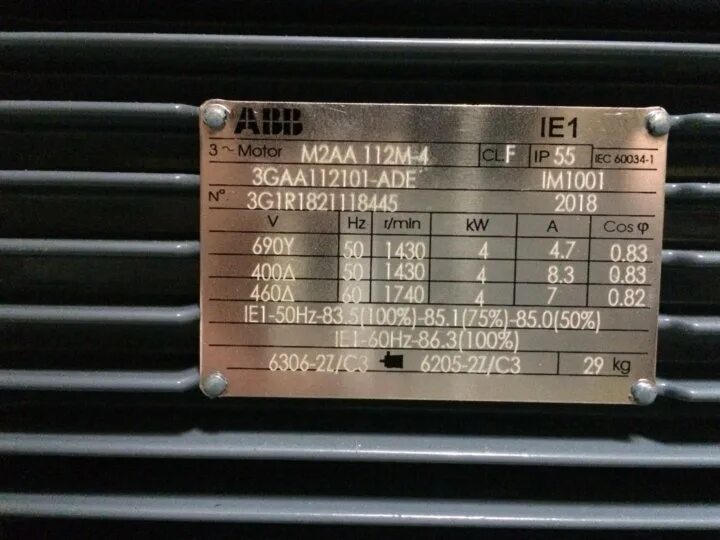 ABB IE1
3~Motor M2AA 112M-4 CL.F IP 55 IEC 60034-1
3GAA112101-ADE IM1001
N° 3G1R1821118445 2018
V Hz r/min kW A Cos φ
690Y 50 1430 4 4.7 0.83
400Δ 50 1430 4 8.3 0.83
460Δ 60 1740 4 7 0.82
IE1-50Hz-83.5(100%)-85.1(75%)-85.0(50%)
IE1-60Hz-86.3(100%)
6306-2Z/C3 6205-2Z/C3 29 kg